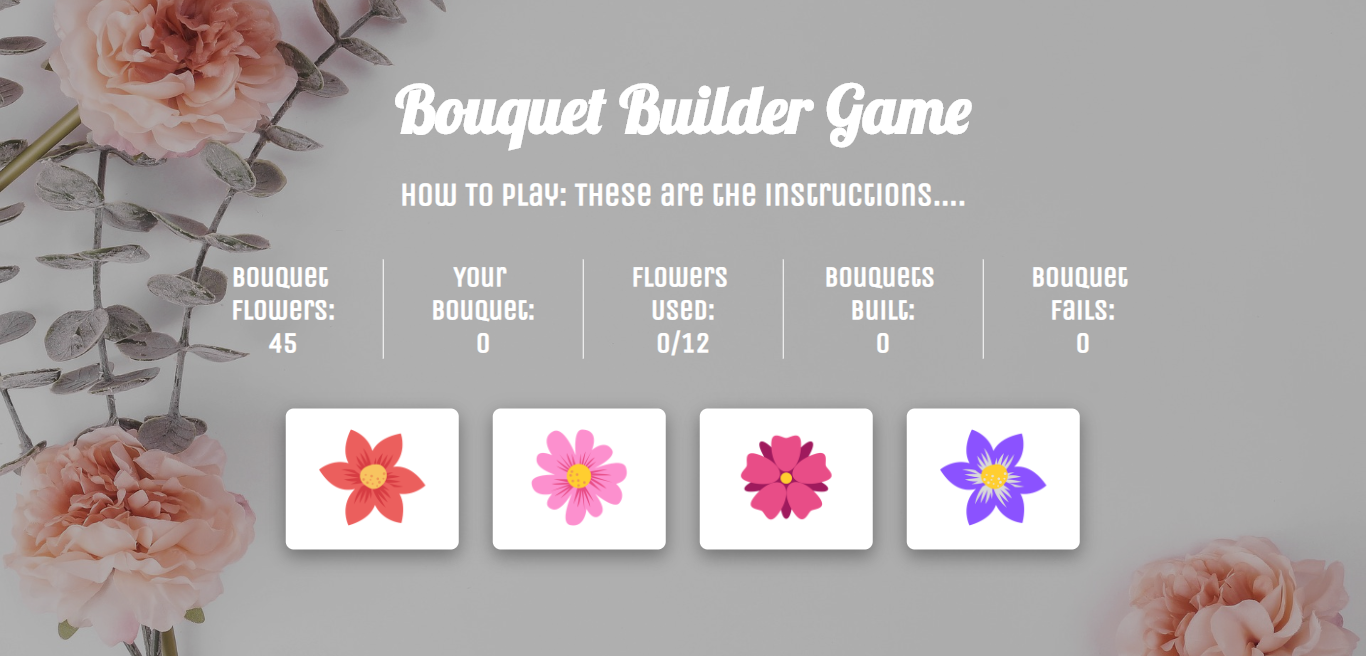 Bouquet Builder Game
How to play: These are the instructions....
Bouquet
Flowers:
45
Your
Bouquet:
0
Flowers
Used:
0/12
Bouquets
Built:
0
Bouquet
Fails:
0